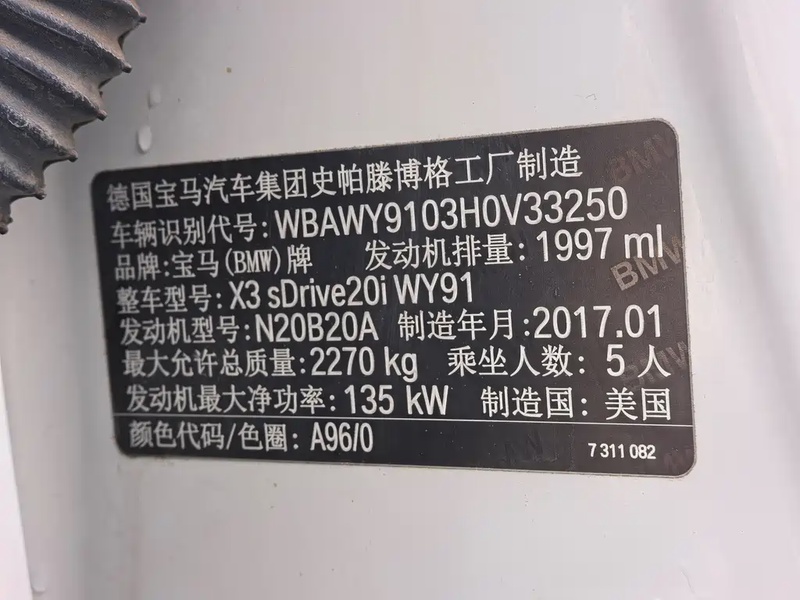 德国宝马汽车集团史帕滕博格工厂制造
车辆识别代号: WBAWY9103H0V33250
品牌: 宝马(BMW)牌 发动机排量: 1997 ml
整车型号: X3 sDrive20i WY91
发动机型号: N20B20A 制造年月: 2017.01
最大允许总质量: 2270 kg 乘坐人数: 5 人
发动机最大净功率: 135 kW 制造国: 美国
颜色代码/色圈: A96/0
7 311 082
BMW
BMW
BMW